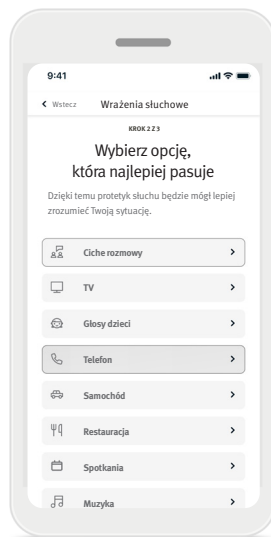 9:41
Wstecz Wrażenia słuchowe
KROK 2 Z 3
Wybierz opcję,
która najlepiej pasuje
Dzięki temu protetyk słuchu będzie mógł lepiej
zrozumieć Twoją sytuację.
Ciche rozmowy
TV
Głosy dzieci
Telefon
Samochód
Restauracja
Spotkania
Muzyka